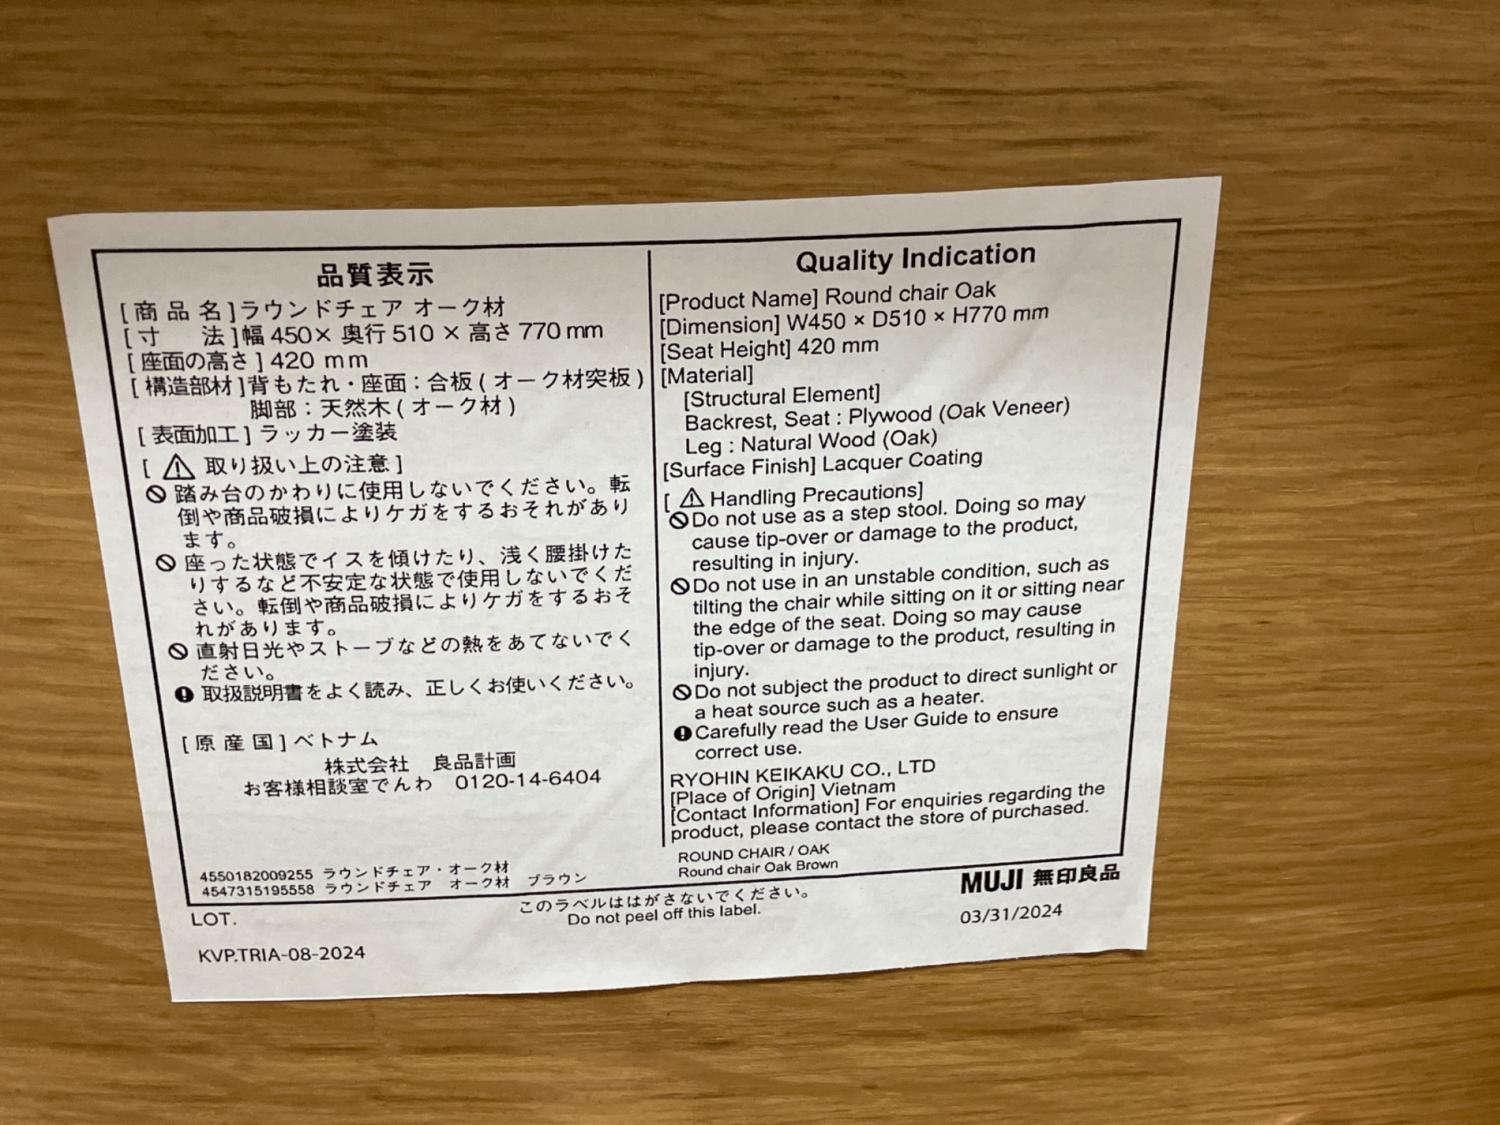 品質表示
[ 商 品 名 ] ラウンドチェア オーク材
[ 寸 法 ] 幅 450× 奥行 510 × 高さ 770 mm
[ 座面の高さ ] 420 mm
[ 構造部材 ] 背もたれ・座面：合板 ( オーク材突板 )
脚部：天然木 ( オーク材 )
[ 表面加工 ] ラッカー塗装
[ ⚠ 取り扱い上の注意 ]
🚫 踏み台のかわりに使用しないでください。転
倒や商品破損によりケガをするおそれがあり
ます。
🚫 座った状態でイスを傾けたり、浅く腰掛けた
りするなど不安定な状態で使用しないでくだ
さい。転倒や商品破損によりケガをするおそ
れがあります。
🚫 直射日光やストーブなどの熱をあてないでく
ださい。
❗ 取扱説明書をよく読み、正しくお使いください。
[ 原 産 国 ] ベトナム
株式会社 良品計画
お客様相談室でんわ 0120-14-6404
4550182009255 ラウンドチェア・オーク材
4547315195558 ラウンドチェア オーク材 ブラウン
Quality Indication
[Product Name] Round chair Oak
[Dimension] W450 × D510 × H770 mm
[Seat Height] 420 mm
[Material]
[Structural Element]
Backrest, Seat : Plywood (Oak Veneer)
Leg : Natural Wood (Oak)
[Surface Finish] Lacquer Coating
[ ⚠ Handling Precautions]
🚫 Do not use as a step stool. Doing so may
cause tip-over or damage to the product,
resulting in injury.
🚫 Do not use in an unstable condition, such as
tilting the chair while sitting on it or sitting near
the edge of the seat. Doing so may cause
tip-over or damage to the product, resulting in
injury.
🚫 Do not subject the product to direct sunlight or
a heat source such as a heater.
❗ Carefully read the User Guide to ensure
correct use.
RYOHIN KEIKAKU CO., LTD
[Place of Origin] Vietnam
[Contact Information] For enquiries regarding the
product, please contact the store of purchased.
ROUND CHAIR / OAK
Round chair Oak Brown
LOT.
このラベルははがさないでください。
Do not peel off this label.
MUJI 無印良品
03/31/2024
KVP.TRIA-08-2024